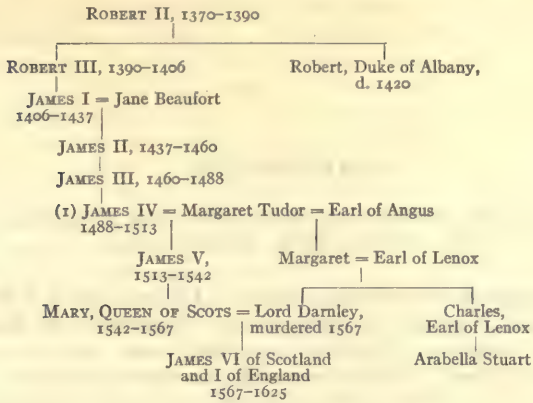 ROBERT II, 1370-1390
ROBERT III, 1390-1406 Robert, Duke of Albany,
d. 1420
JAMES I = Jane Beaufort
1406-1437
JAMES II, 1437-1460
JAMES III, 1460-1488
(1) JAMES IV = Margaret Tudor = Earl of Angus
1488-1513
JAMES V,
1513-1542
Margaret = Earl of Lenox
MARY, QUEEN OF SCOTS = Lord Darnley,
1542-1567
murdered 1567
Charles,
Earl of Lenox
JAMES VI of Scotland
and I of England
1567-1625
Arabella Stuart